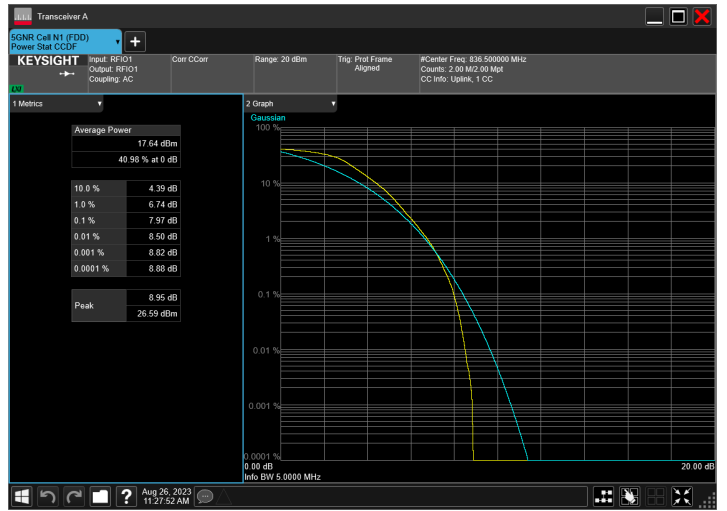 Transceiver A
5GNR Cell N1 (FDD)
Power Stat CCDF
+
KEYSIGHT
LXI
Input: RFIO1
Output: RFIO1
Coupling: AC
Corr CCorr
Range: 20 dBm
Trig: Prot Frame
Aligned
#Center Freq: 836.500000 MHz
Counts: 2.00 M/2.00 Mpt
CC Info: Uplink, 1 CC
1 Metrics
Average Power
17.64 dBm
40.98 % at 0 dB
10.0 % 4.39 dB
1.0 % 6.74 dB
0.1 % 7.97 dB
0.01 % 8.50 dB
0.001 % 8.82 dB
0.0001 % 8.88 dB
Peak
8.95 dB
26.59 dBm
2 Graph
Gaussian
100 %
10 %
1 %
0.1 %
0.01 %
0.001 %
0.0001 %
0.00 dB 20.00 dB
Info BW 5.0000 MHz
?
Aug 26, 2023
11:27:52 AM